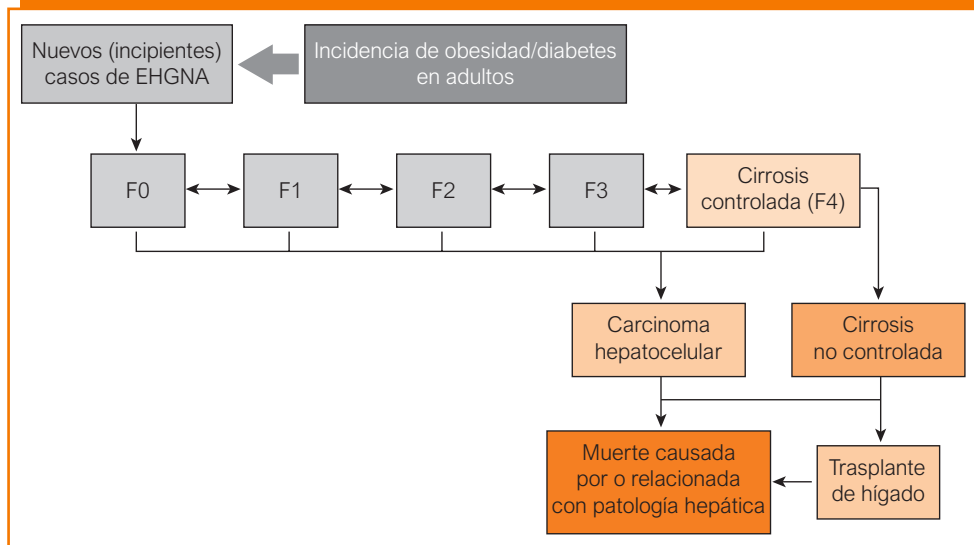 Nuevos (incipientes)
casos de EHGNA
Incidencia de obesidad/diabetes
en adultos
F0
F1
F2
F3
Cirrosis
controlada (F4)
Carcinoma
hepatocelular
Cirrosis
no controlada
Muerte causada
por o relacionada
con patología hepática
Trasplante
de hígado